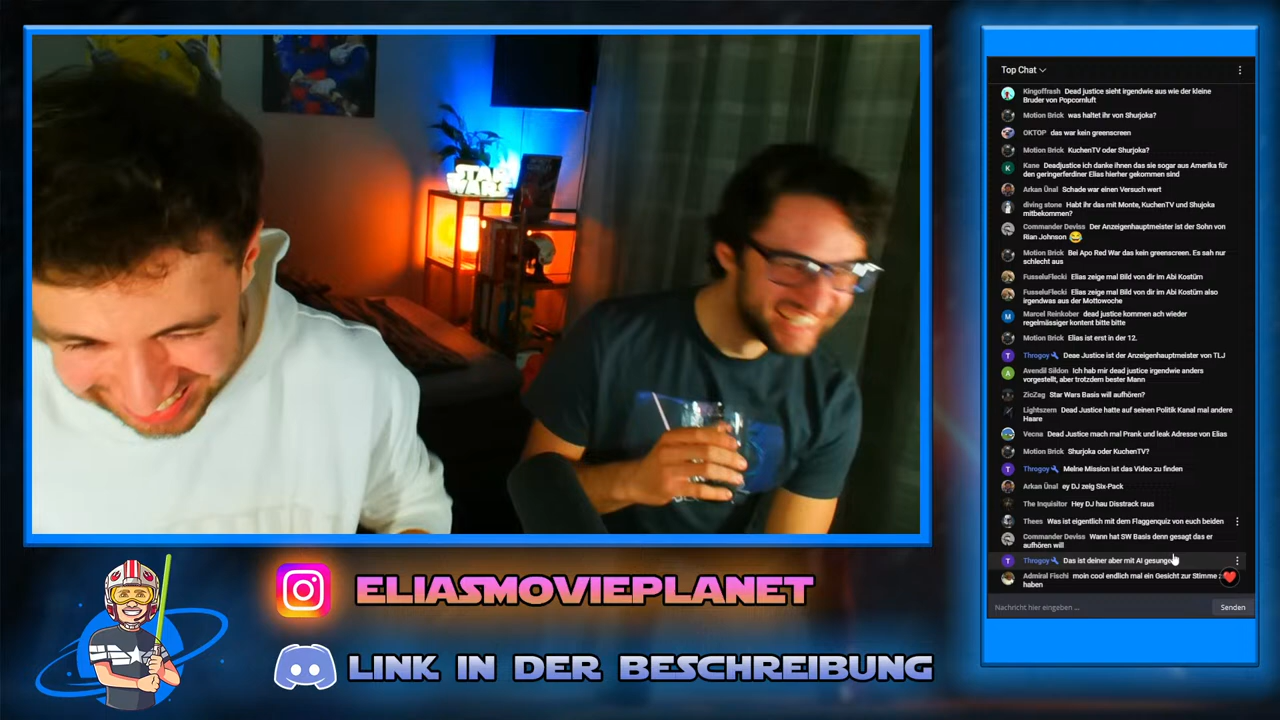 STAR
WARS
ELIASMOVIEPLANET
LINK IN DER BESCHREIBUNG
Top Chat
Kingoffrash Dead justice sieht irgendwie aus wie der kleine
Bruder von Popcornluft
Motion Brick was haltet ihr von Shurjoka?
OKTOP das war kein greenscreen
Motion Brick KuchenTV oder Shurjoka?
K Kane Deadjustice ich danke ihnen das sie sogar aus Amerika für
den geringerferdiner Elias hierher gekommen sind
Arkan Ünal Schade war einen Versuch wert
diving stone Habt ihr das mit Monte, KuchenTV und Shujoka
mitbekommen?
Commander Deviss Der Anzeigenhauptmeister ist der Sohn von
Rian Johnson 😂
Motion Brick Bei Apo Red War das kein greenscreen. Es sah nur
schlecht aus
FusseluFlecki Elias zeige mal Bild von dir im Abi Kostüm
FusseluFlecki Elias zeige mal Bild von dir im Abi Kostüm also
irgendwas aus der Mottowoche
M Marcel Reinkober dead justice kommen ach wieder
regelmässiger kontent bitte bitte
Motion Brick Elias ist erst in der 12.
T Throgoy Deae Justice ist der Anzeigenhauptmeister von TLJ
A Avendil Sildon Ich hab mir dead justice irgendwie anders
vorgestellt, aber trotzdem bester Mann
ZicZag Star Wars Basis will aufhören?
Lightszern Dead Justice hatte auf seinen Politik Kanal mal andere
Haare
Vecna Dead Justice mach mal Prank und leak Adresse von Elias
Motion Brick Shurjoka oder KuchenTV?
T Throgoy Meine Mission ist das Video zu finden
Arkan Ünal ey DJ zeig Six-Pack
The Inquisitor Hey DJ hau Disstrack raus
Thees Was ist eigentlich mit dem Flaggenquiz von euch beiden
Commander Deviss Wann hat SW Basis denn gesagt das er
aufhören will
T Throgoy Das ist deiner aber mit AI gesungen
Admiral Fischi moin cool endlich mal ein Gesicht zur Stimme zu
haben
Nachricht hier eingeben ...
Senden